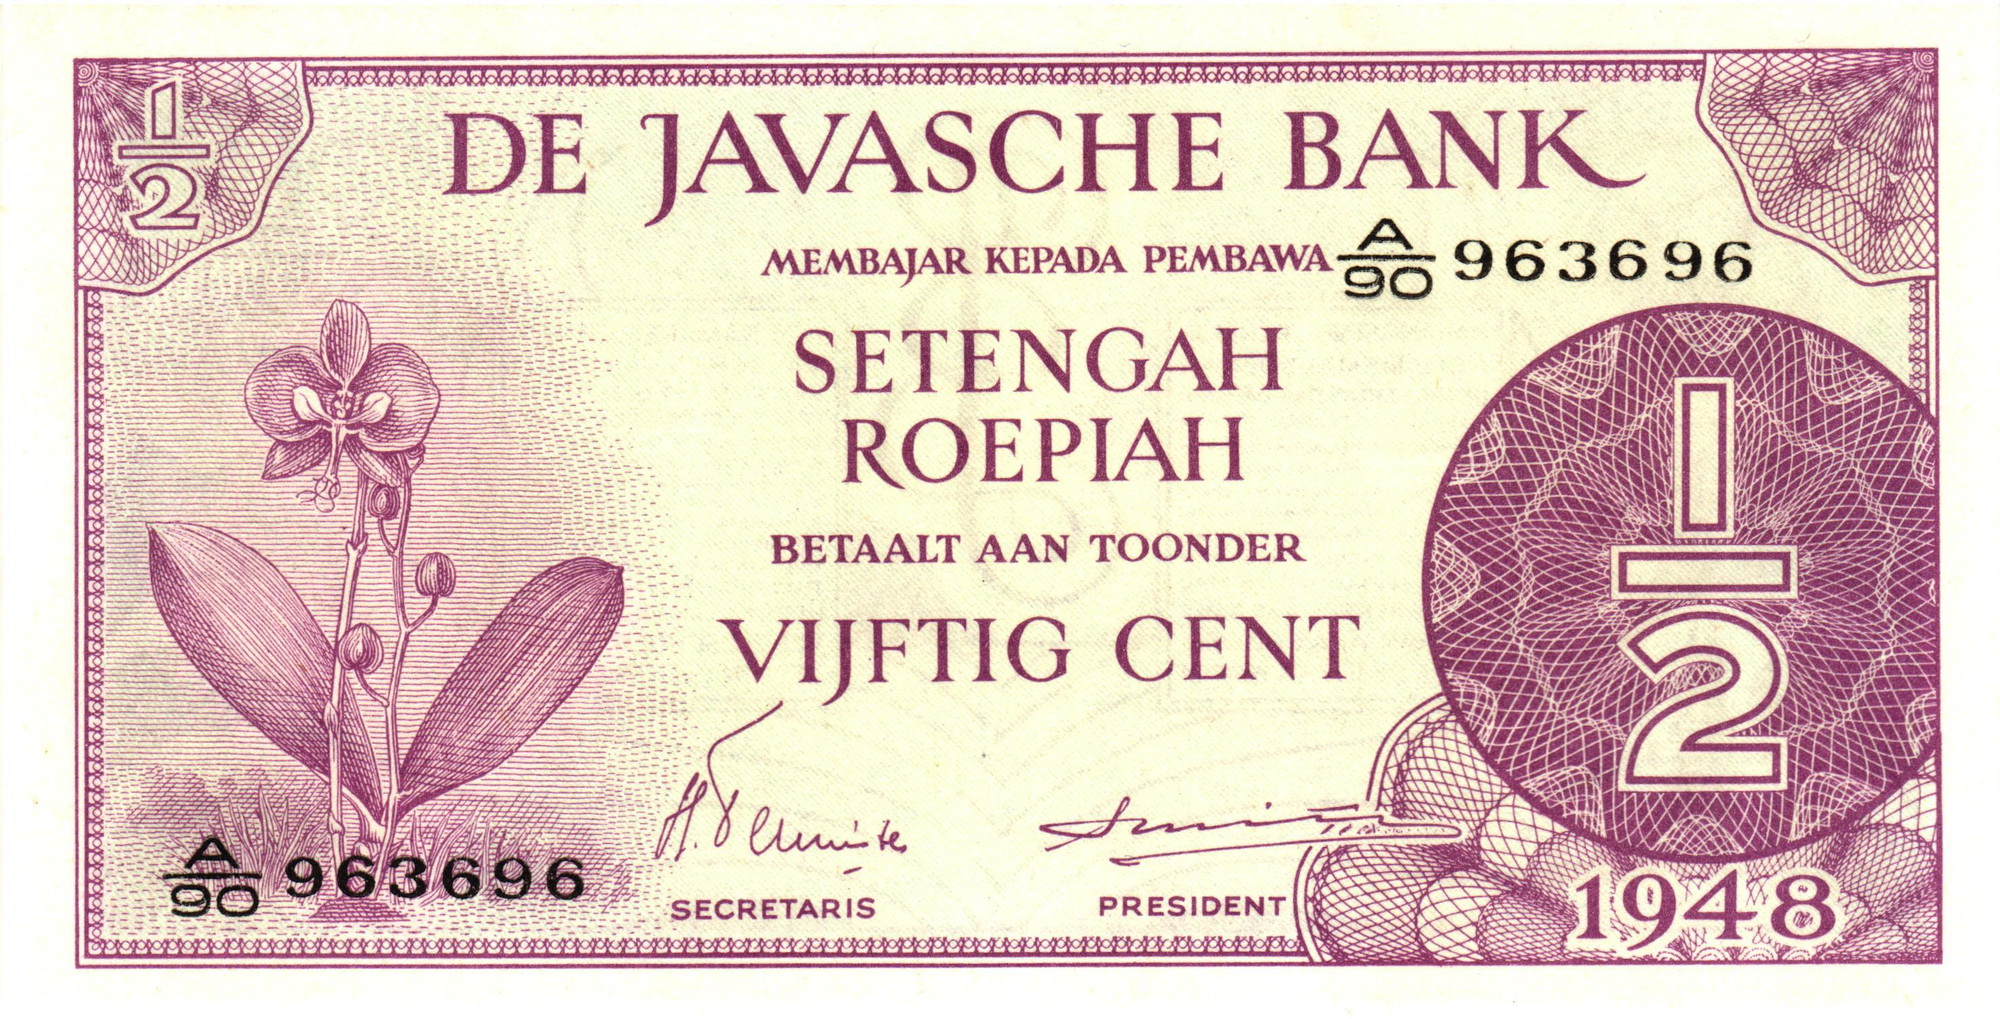 1/2
DE JAVASCHE BANK
MEMBAJAR KEPADA PEMBAWA
A/90 963696
SETENGAH
ROEPIAH
BETAALT AAN TOONDER
VIJFTIG CENT
1/2
A/90 963696
SECRETARIS
PRESIDENT
1948